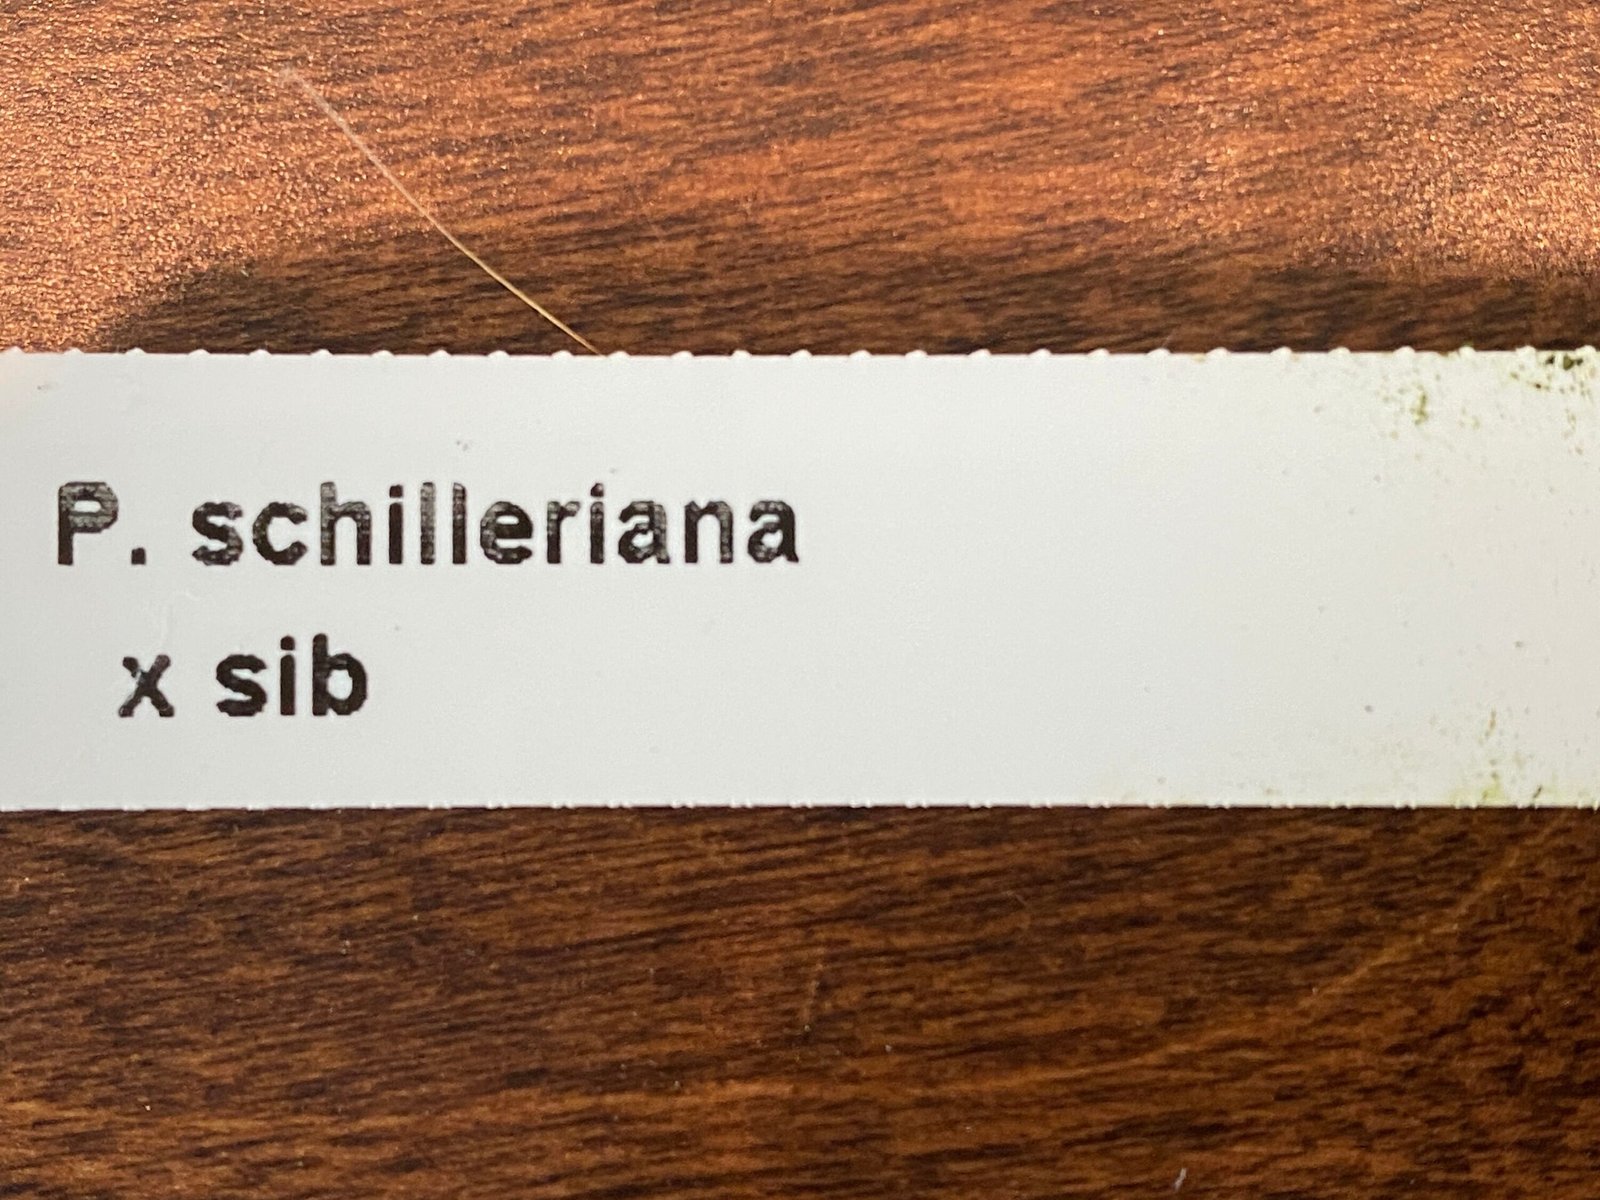 P. schilleriana
x sib